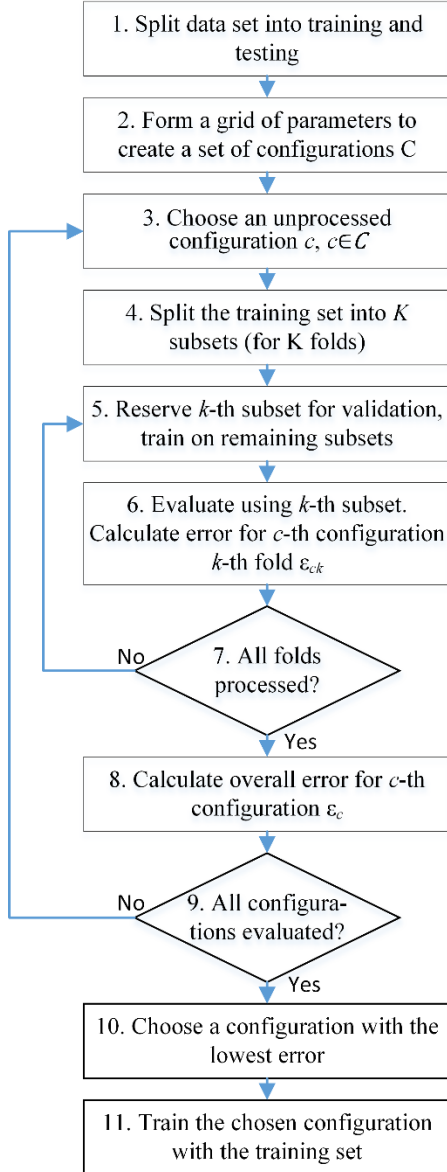 1. Split data set into training and
testing
2. Form a grid of parameters to
create a set of configurations C
3. Choose an unprocessed
configuration c, c∈C
4. Split the training set into K
subsets (for K folds)
5. Reserve k-th subset for validation,
train on remaining subsets
6. Evaluate using k-th subset.
Calculate error for c-th configuration
k-th fold εck
No
7. All folds
processed?
Yes
8. Calculate overall error for c-th
configuration εc
No
9. All configura-
tions evaluated?
Yes
10. Choose a configuration with the
lowest error
11. Train the chosen configuration
with the training set